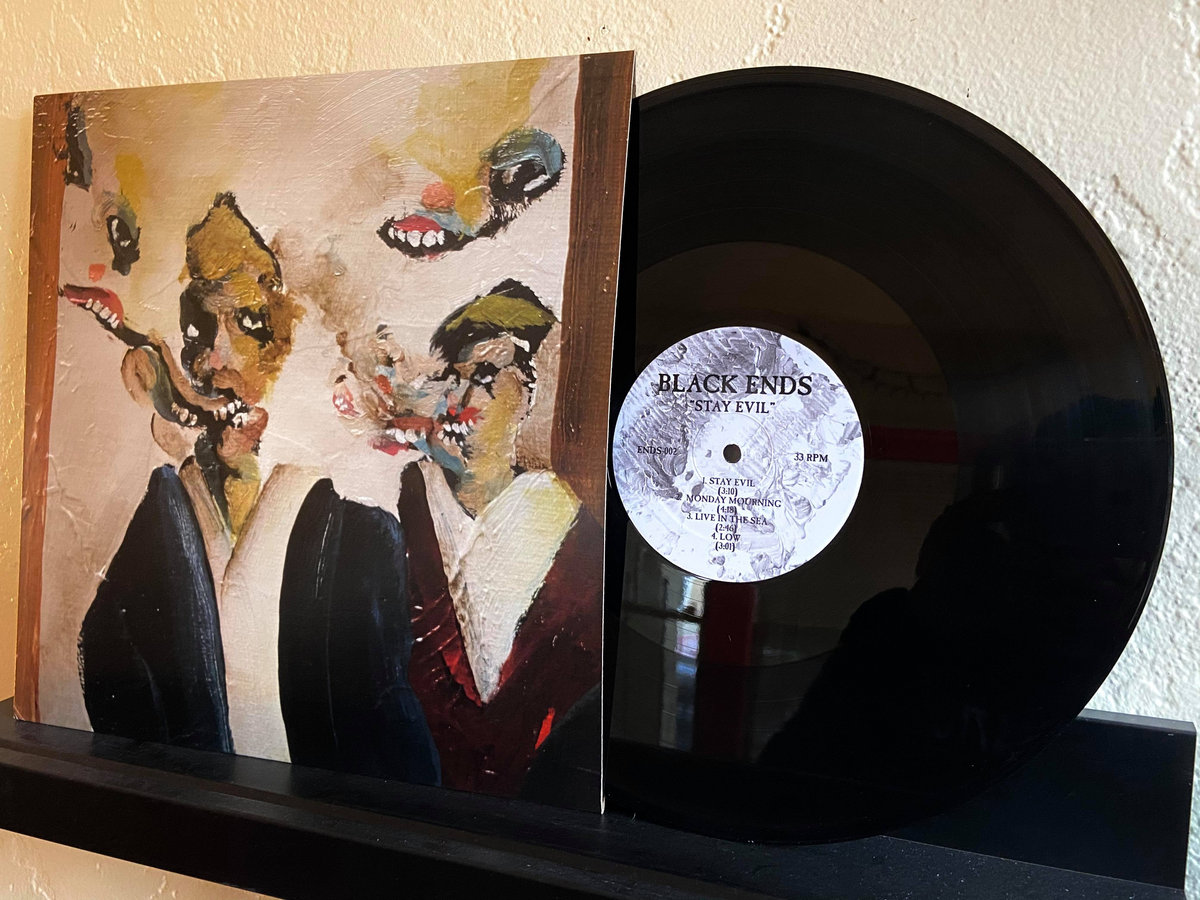 BLACK ENDS
"STAY EVIL"
ENDS-002
33 RPM
1. STAY EVIL
(3:10)
MONDAY MOURNING
(4:18)
3. LIVE IN THE SEA
(2:46)
4. LOW
(3:01)